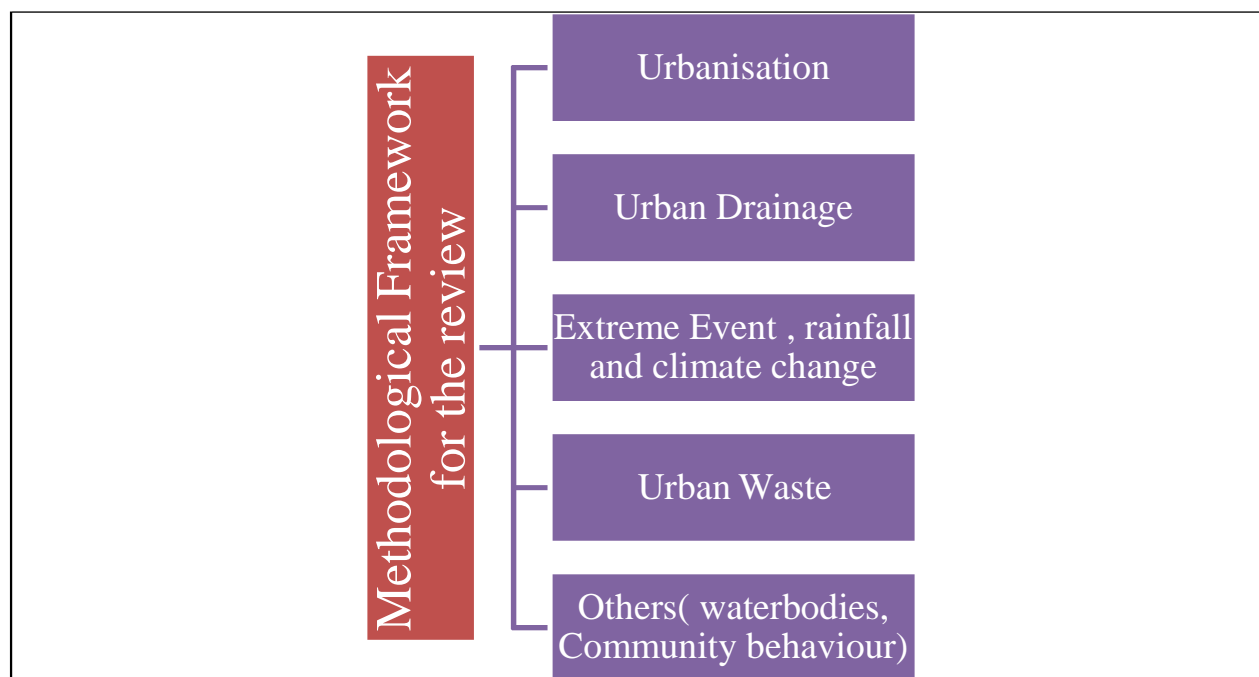 Methodological Framework
for the review
Urbanisation
Urban Drainage
Extreme Event , rainfall
and climate change
Urban Waste
Others( waterbodies,
Community behaviour)